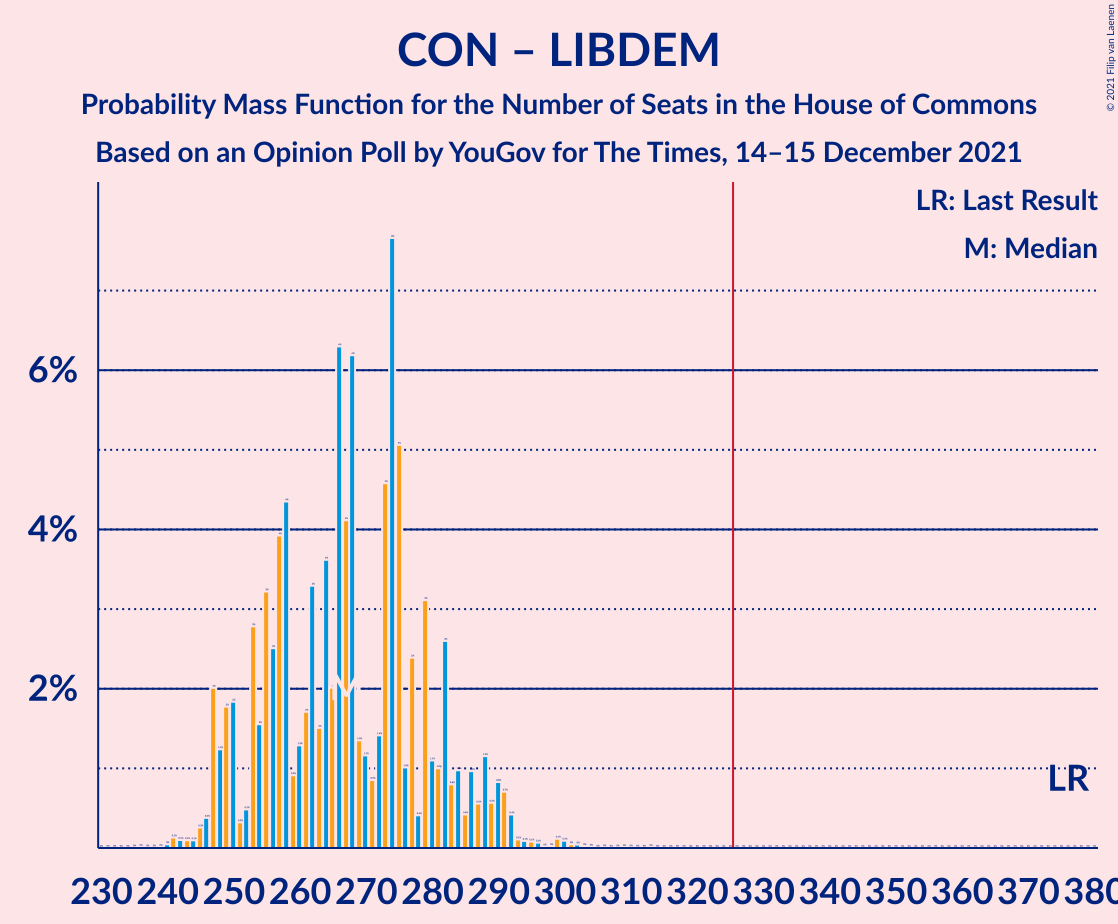 CON – LIBDEM
Probability Mass Function for the Number of Seats in the House of Commons
Based on an Opinion Poll by YouGov for The Times, 14–15 December 2021
© 2021 Filip van Laenen
LR: Last Result
M: Median
6%
4%
2%
M
LR
230 240 250 260 270 280 290 300 310 320 330 340 350 360 370 380